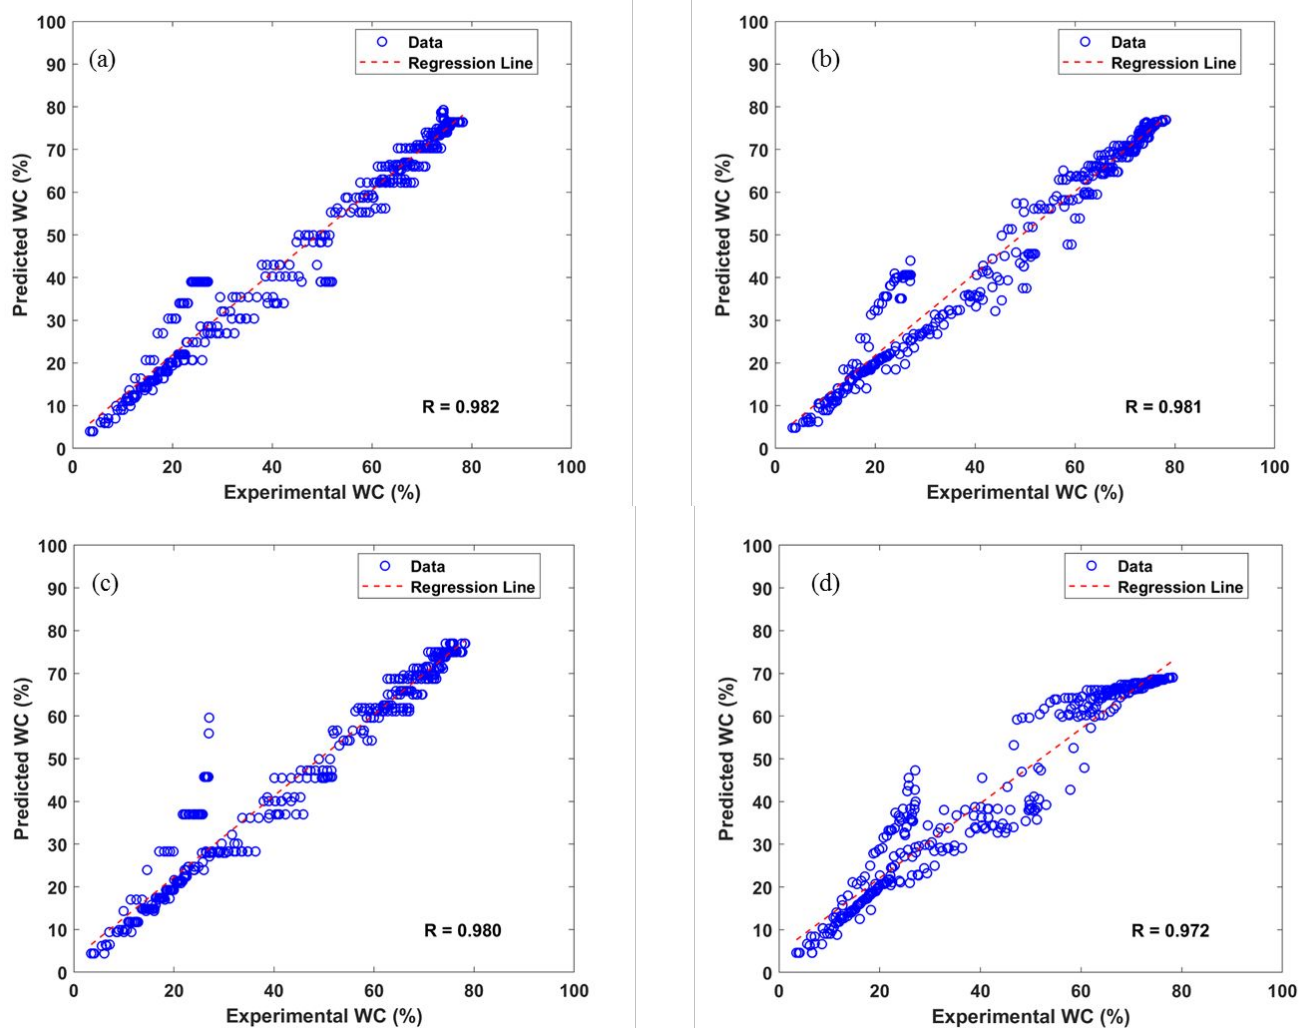 (a)
Data
Regression Line
R = 0.982
Predicted WC (%)
100
90
80
70
60
50
40
30
20
10
0
0 20 40 60 80 100
Experimental WC (%)
(b)
Data
Regression Line
R = 0.981
Predicted WC (%)
100
90
80
70
60
50
40
30
20
10
0
0 20 40 60 80 100
Experimental WC (%)
(c)
Data
Regression Line
R = 0.980
Predicted WC (%)
100
90
80
70
60
50
40
30
20
10
0
0 20 40 60 80 100
Experimental WC (%)
(d)
Data
Regression Line
R = 0.972
Predicted WC (%)
100
90
80
70
60
50
40
30
20
10
0
0 20 40 60 80 100
Experimental WC (%)